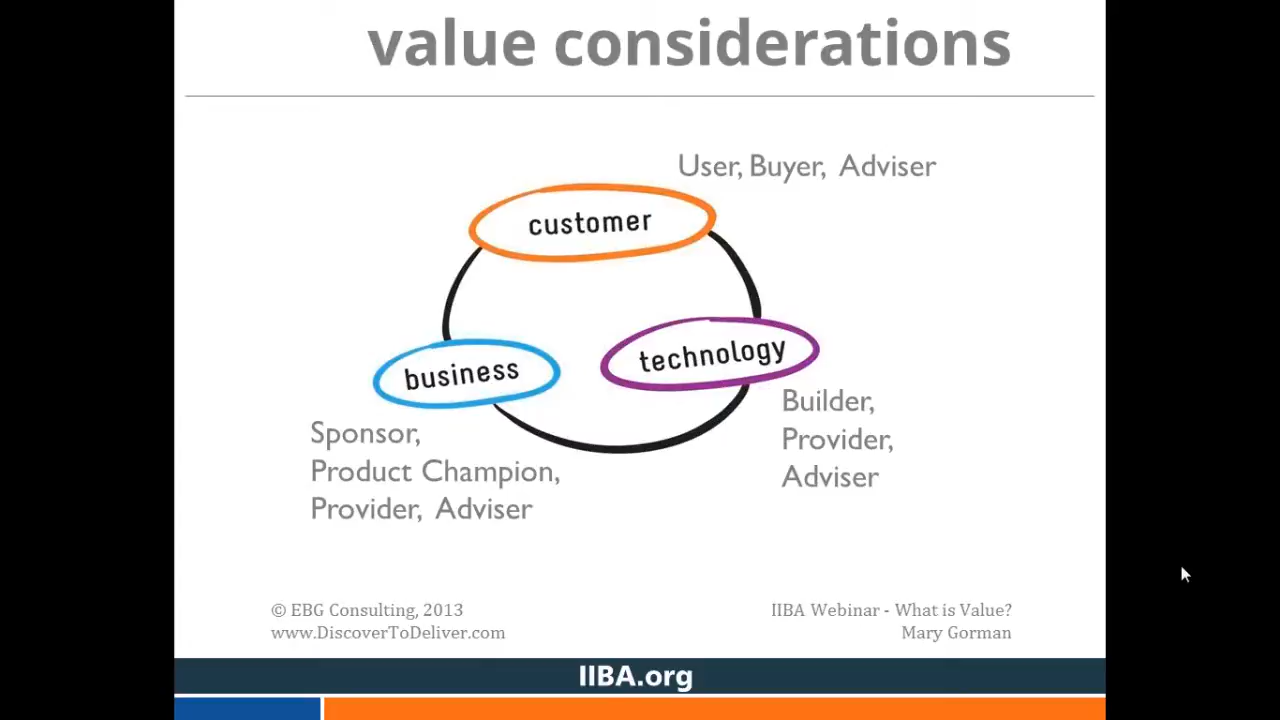 value considerations
User, Buyer, Adviser
customer
technology
business
Builder,
Provider,
Adviser
Sponsor,
Product Champion,
Provider, Adviser
© EBG Consulting, 2013
www.DiscoverToDeliver.com
IIBA Webinar - What is Value?
Mary Gorman
IIBA.org